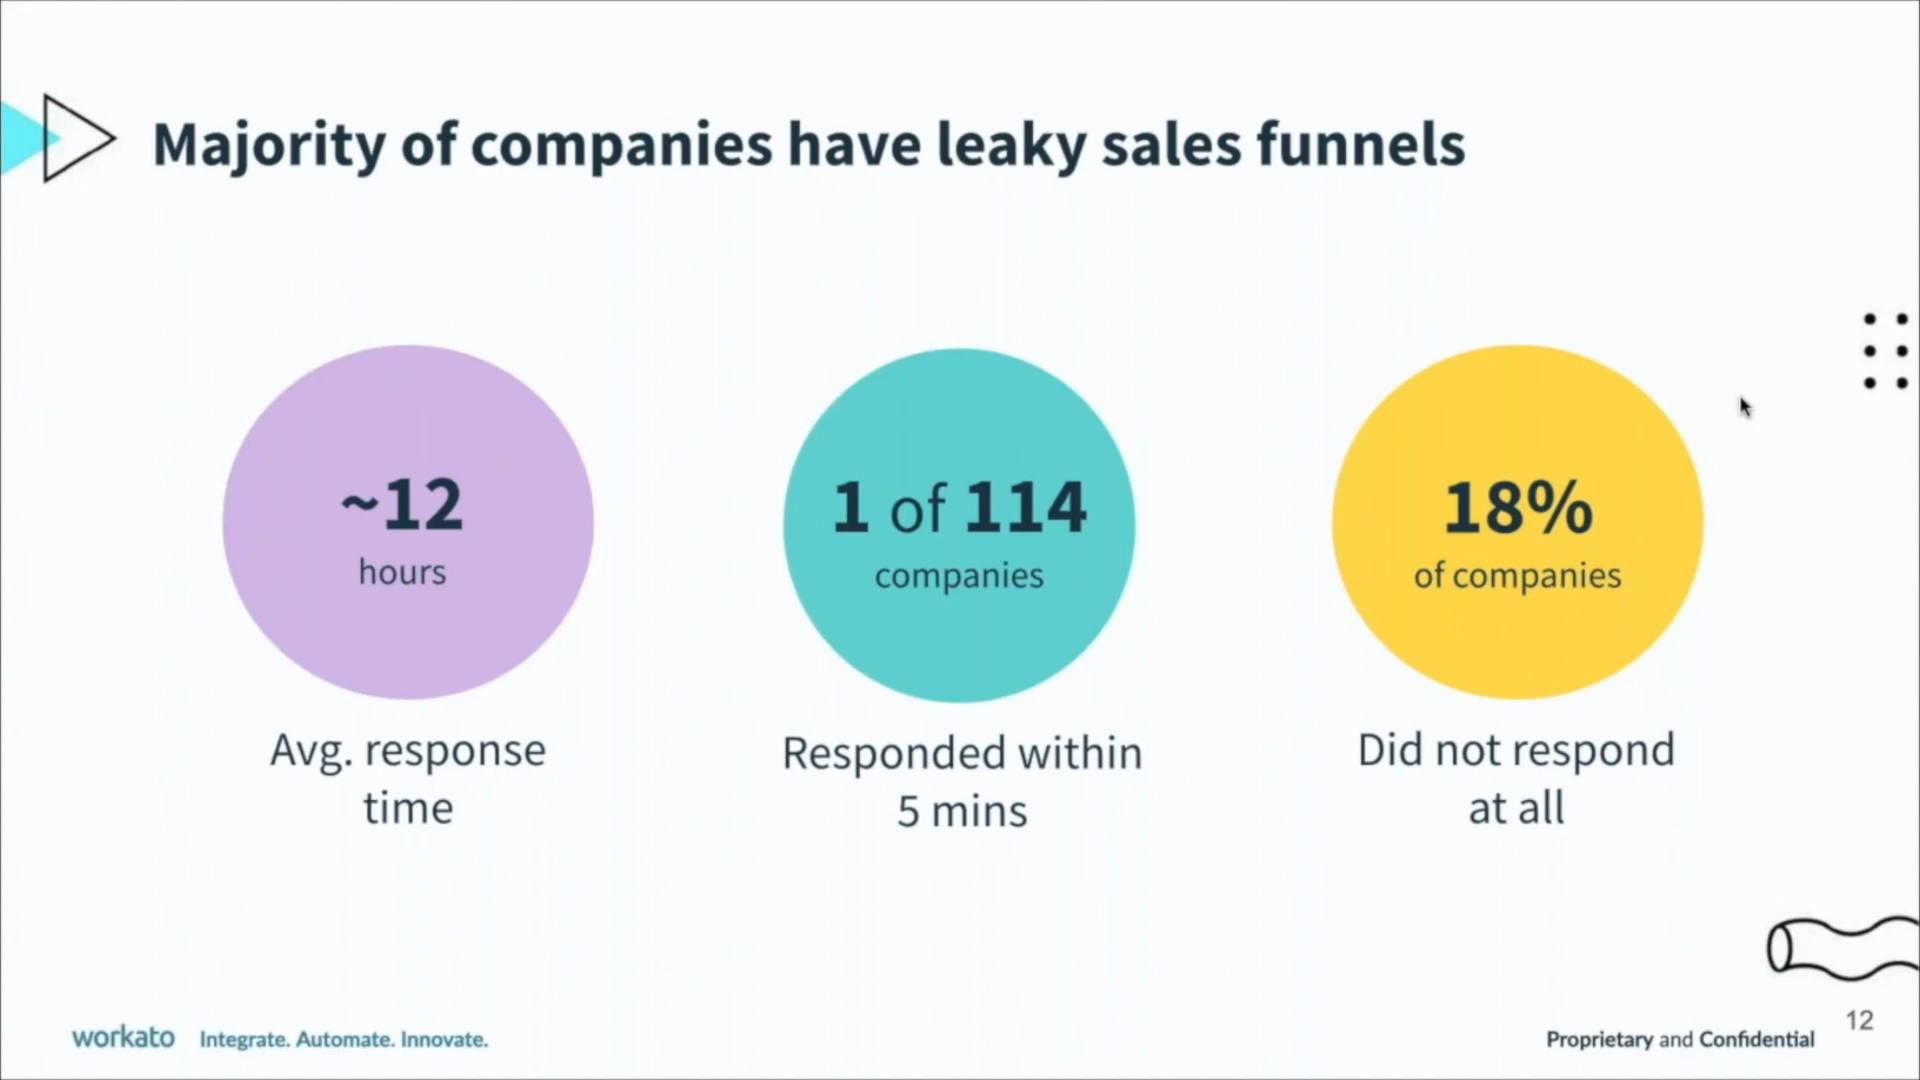 Majority of companies have leaky sales funnels
~12
hours
Avg. response
time
1 of 114
companies
Responded within
5 mins
18%
of companies
Did not respond
at all
workato Integrate. Automate. Innovate.
Proprietary and Confidential
12